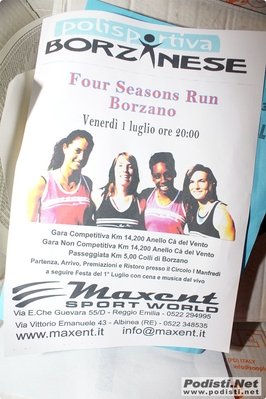 polisportiva
BORZANESE
Four Seasons Run
Borzano
Venerdì 1 luglio ore 20:00
Gara Competitiva Km 14,200 Anello Cà del Vento
Gara Non Competitiva Km 14,200 Anello Cà del Vento
Passeggiata Km 5,00 Colli di Borzano
Partenza, Arrivo, Premiazioni e Ristoro presso il Circolo I Manfredi
a seguire Festa del 1° Luglio con cena e musica dal vivo
Maxent
SPORT WORLD
Via E.Che Guevara 55/D - Reggio Emilia - 0522 294995
Via Vittorio Emanuele 43 - Albinea (RE) - 0522 348535
www.maxent.it info@maxent.it
Podisti.Net
www.Podisti.Net